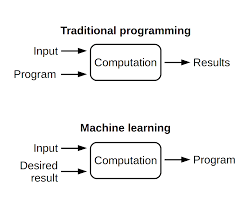 Traditional programming
Input
Program
Computation
Results
Machine learning
Input
Desired
result
Computation
Program